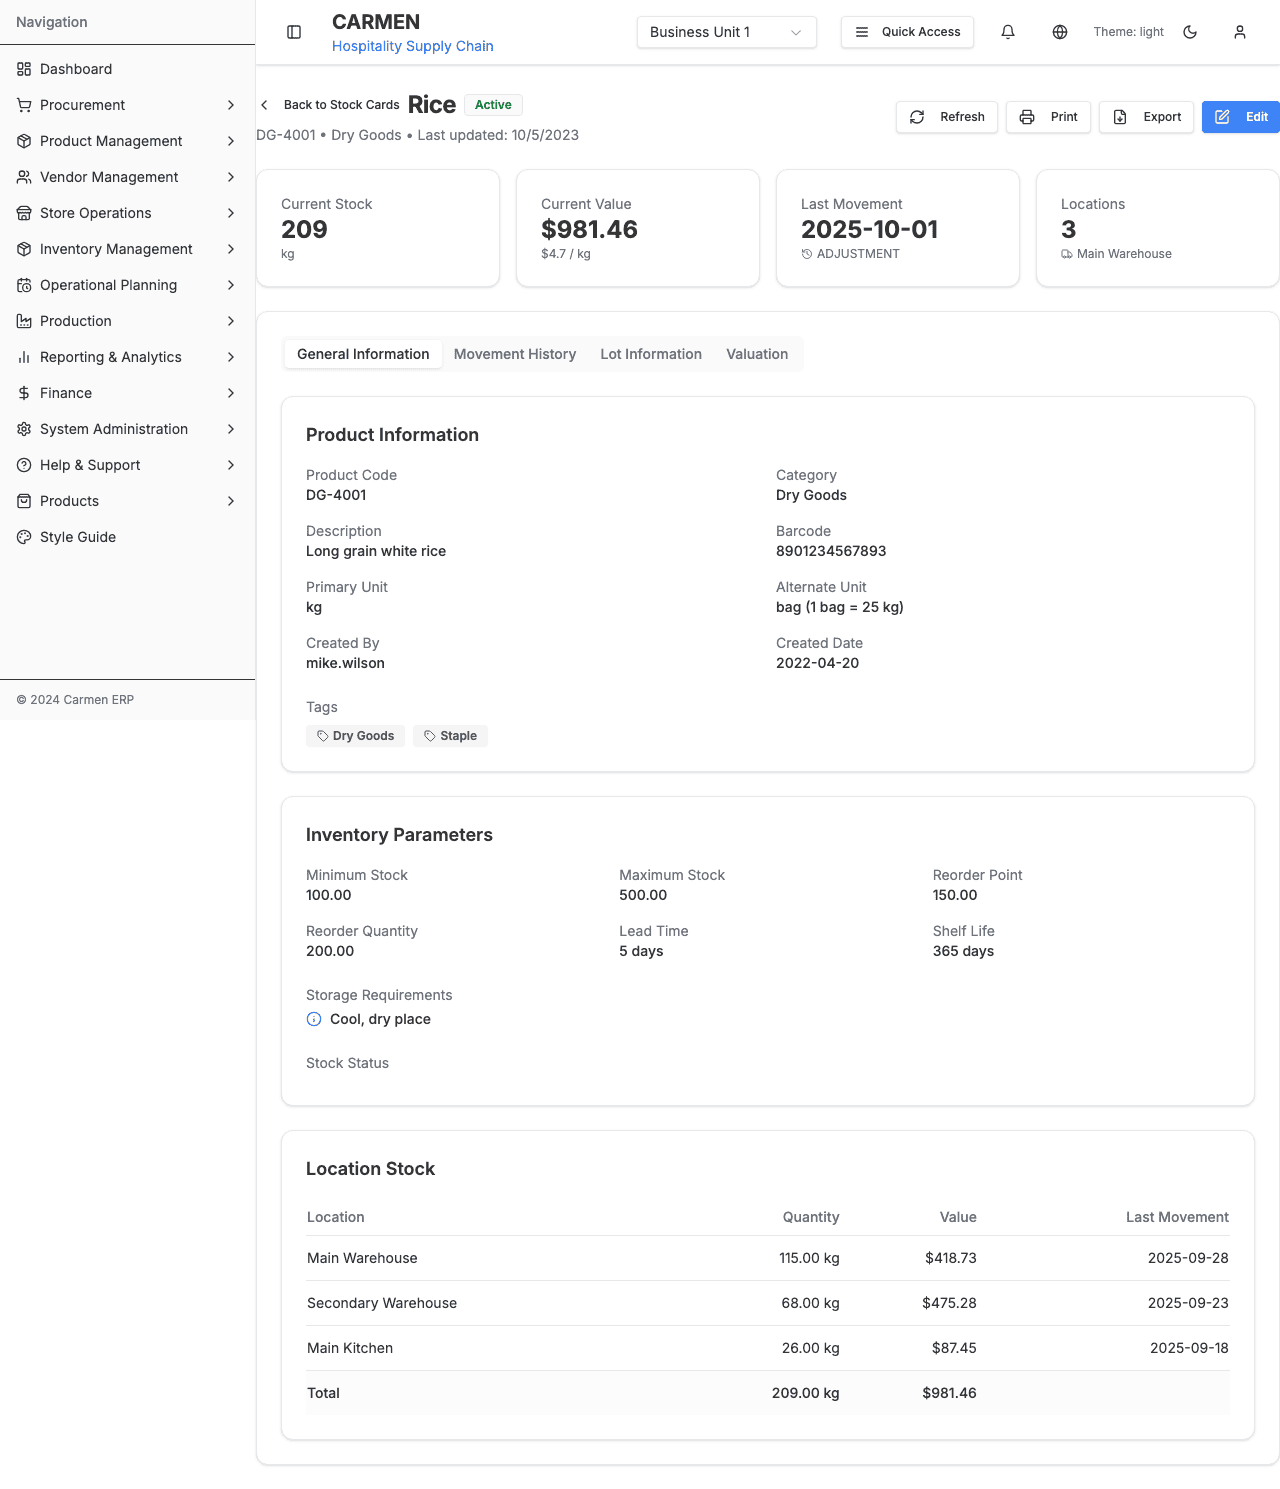 Navigation
Dashboard
Procurement
Product Management
Vendor Management
Store Operations
Inventory Management
Operational Planning
Production
Reporting & Analytics
Finance
System Administration
Help & Support
Products
Style Guide
© 2024 Carmen ERP
CARMEN
Hospitality Supply Chain
Business Unit 1
Quick Access
Theme: light
Back to Stock Cards Rice Active
DG-4001 • Dry Goods • Last updated: 10/5/2023
Refresh Print Export Edit
Current Stock
209
kg
Current Value
$981.46
$4.7 / kg
Last Movement
2025-10-01
ADJUSTMENT
Locations
3
Main Warehouse
General Information Movement History Lot Information Valuation
Product Information
Product Code
DG-4001
Category
Dry Goods
Description
Long grain white rice
Barcode
8901234567893
Primary Unit
kg
Alternate Unit
bag (1 bag = 25 kg)
Created By
mike.wilson
Created Date
2022-04-20
Tags
Dry Goods Staple
Inventory Parameters
Minimum Stock
100.00
Maximum Stock
500.00
Reorder Point
150.00
Reorder Quantity
200.00
Lead Time
5 days
Shelf Life
365 days
Storage Requirements
Cool, dry place
Stock Status
Location Stock
Location Quantity Value Last Movement
Main Warehouse 115.00 kg $418.73 2025-09-28
Secondary Warehouse 68.00 kg $475.28 2025-09-23
Main Kitchen 26.00 kg $87.45 2025-09-18
Total 209.00 kg $981.46